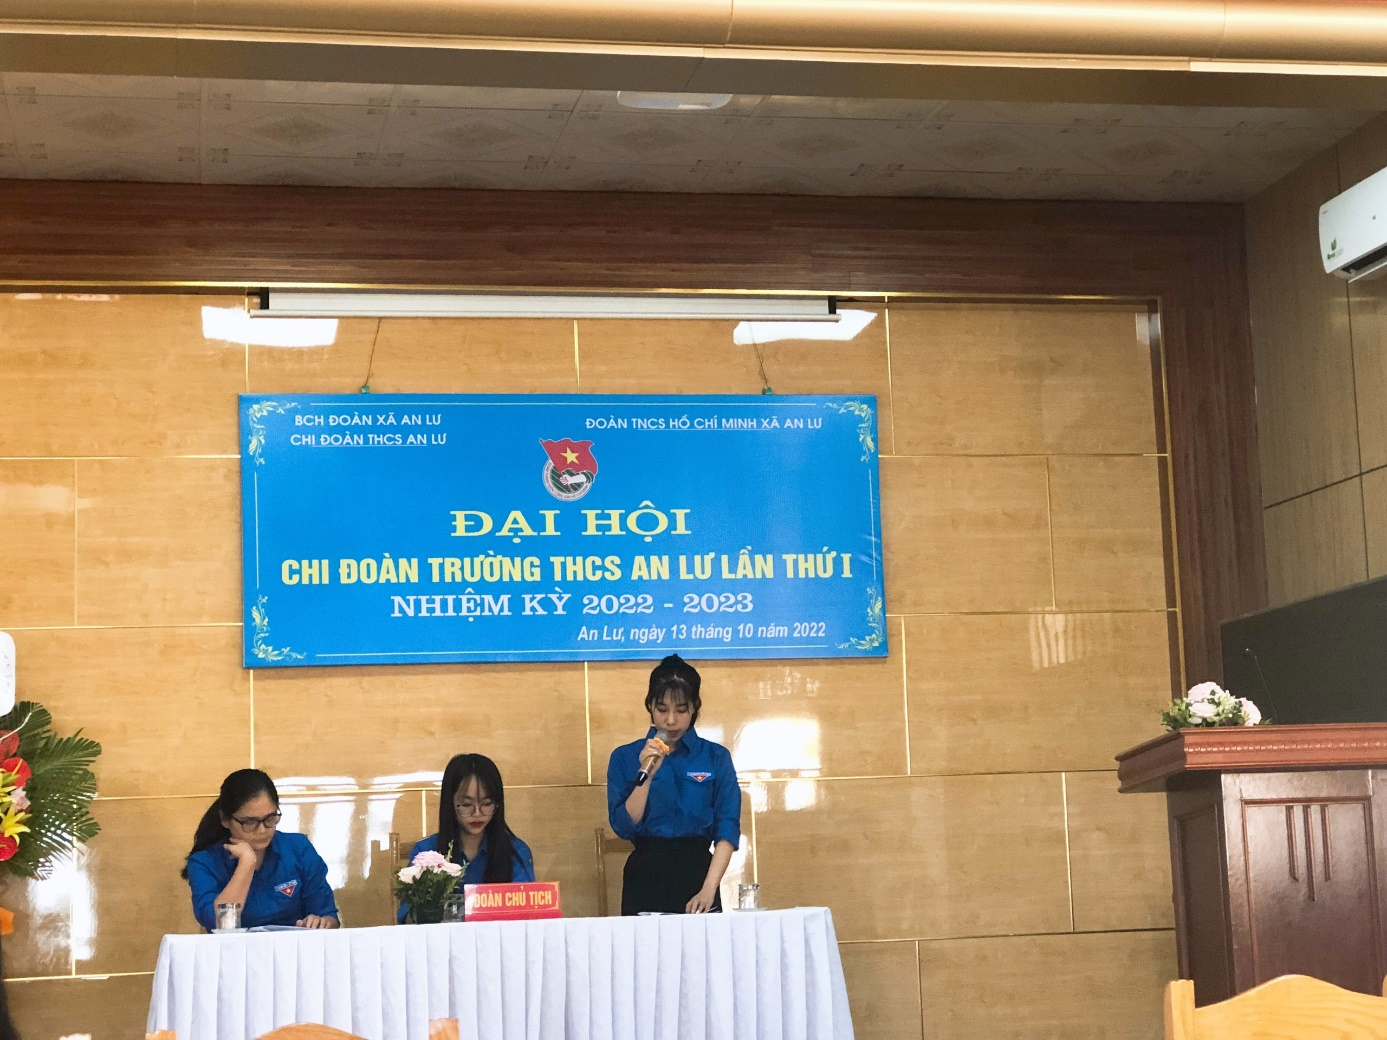 BCH ĐOÀN XÃ AN LƯ
CHI ĐOÀN THCS AN LƯ
ĐOÀN TNCS HỒ CHÍ MINH XÃ AN LƯ
ĐẠI HỘI
CHI ĐOÀN TRƯỜNG THCS AN LƯ LẦN THỨ I
NHIỆM KỲ 2022 - 2023
An Lư, ngày 13 tháng 10 năm 2022
ĐOÀN CHỦ TỊCH